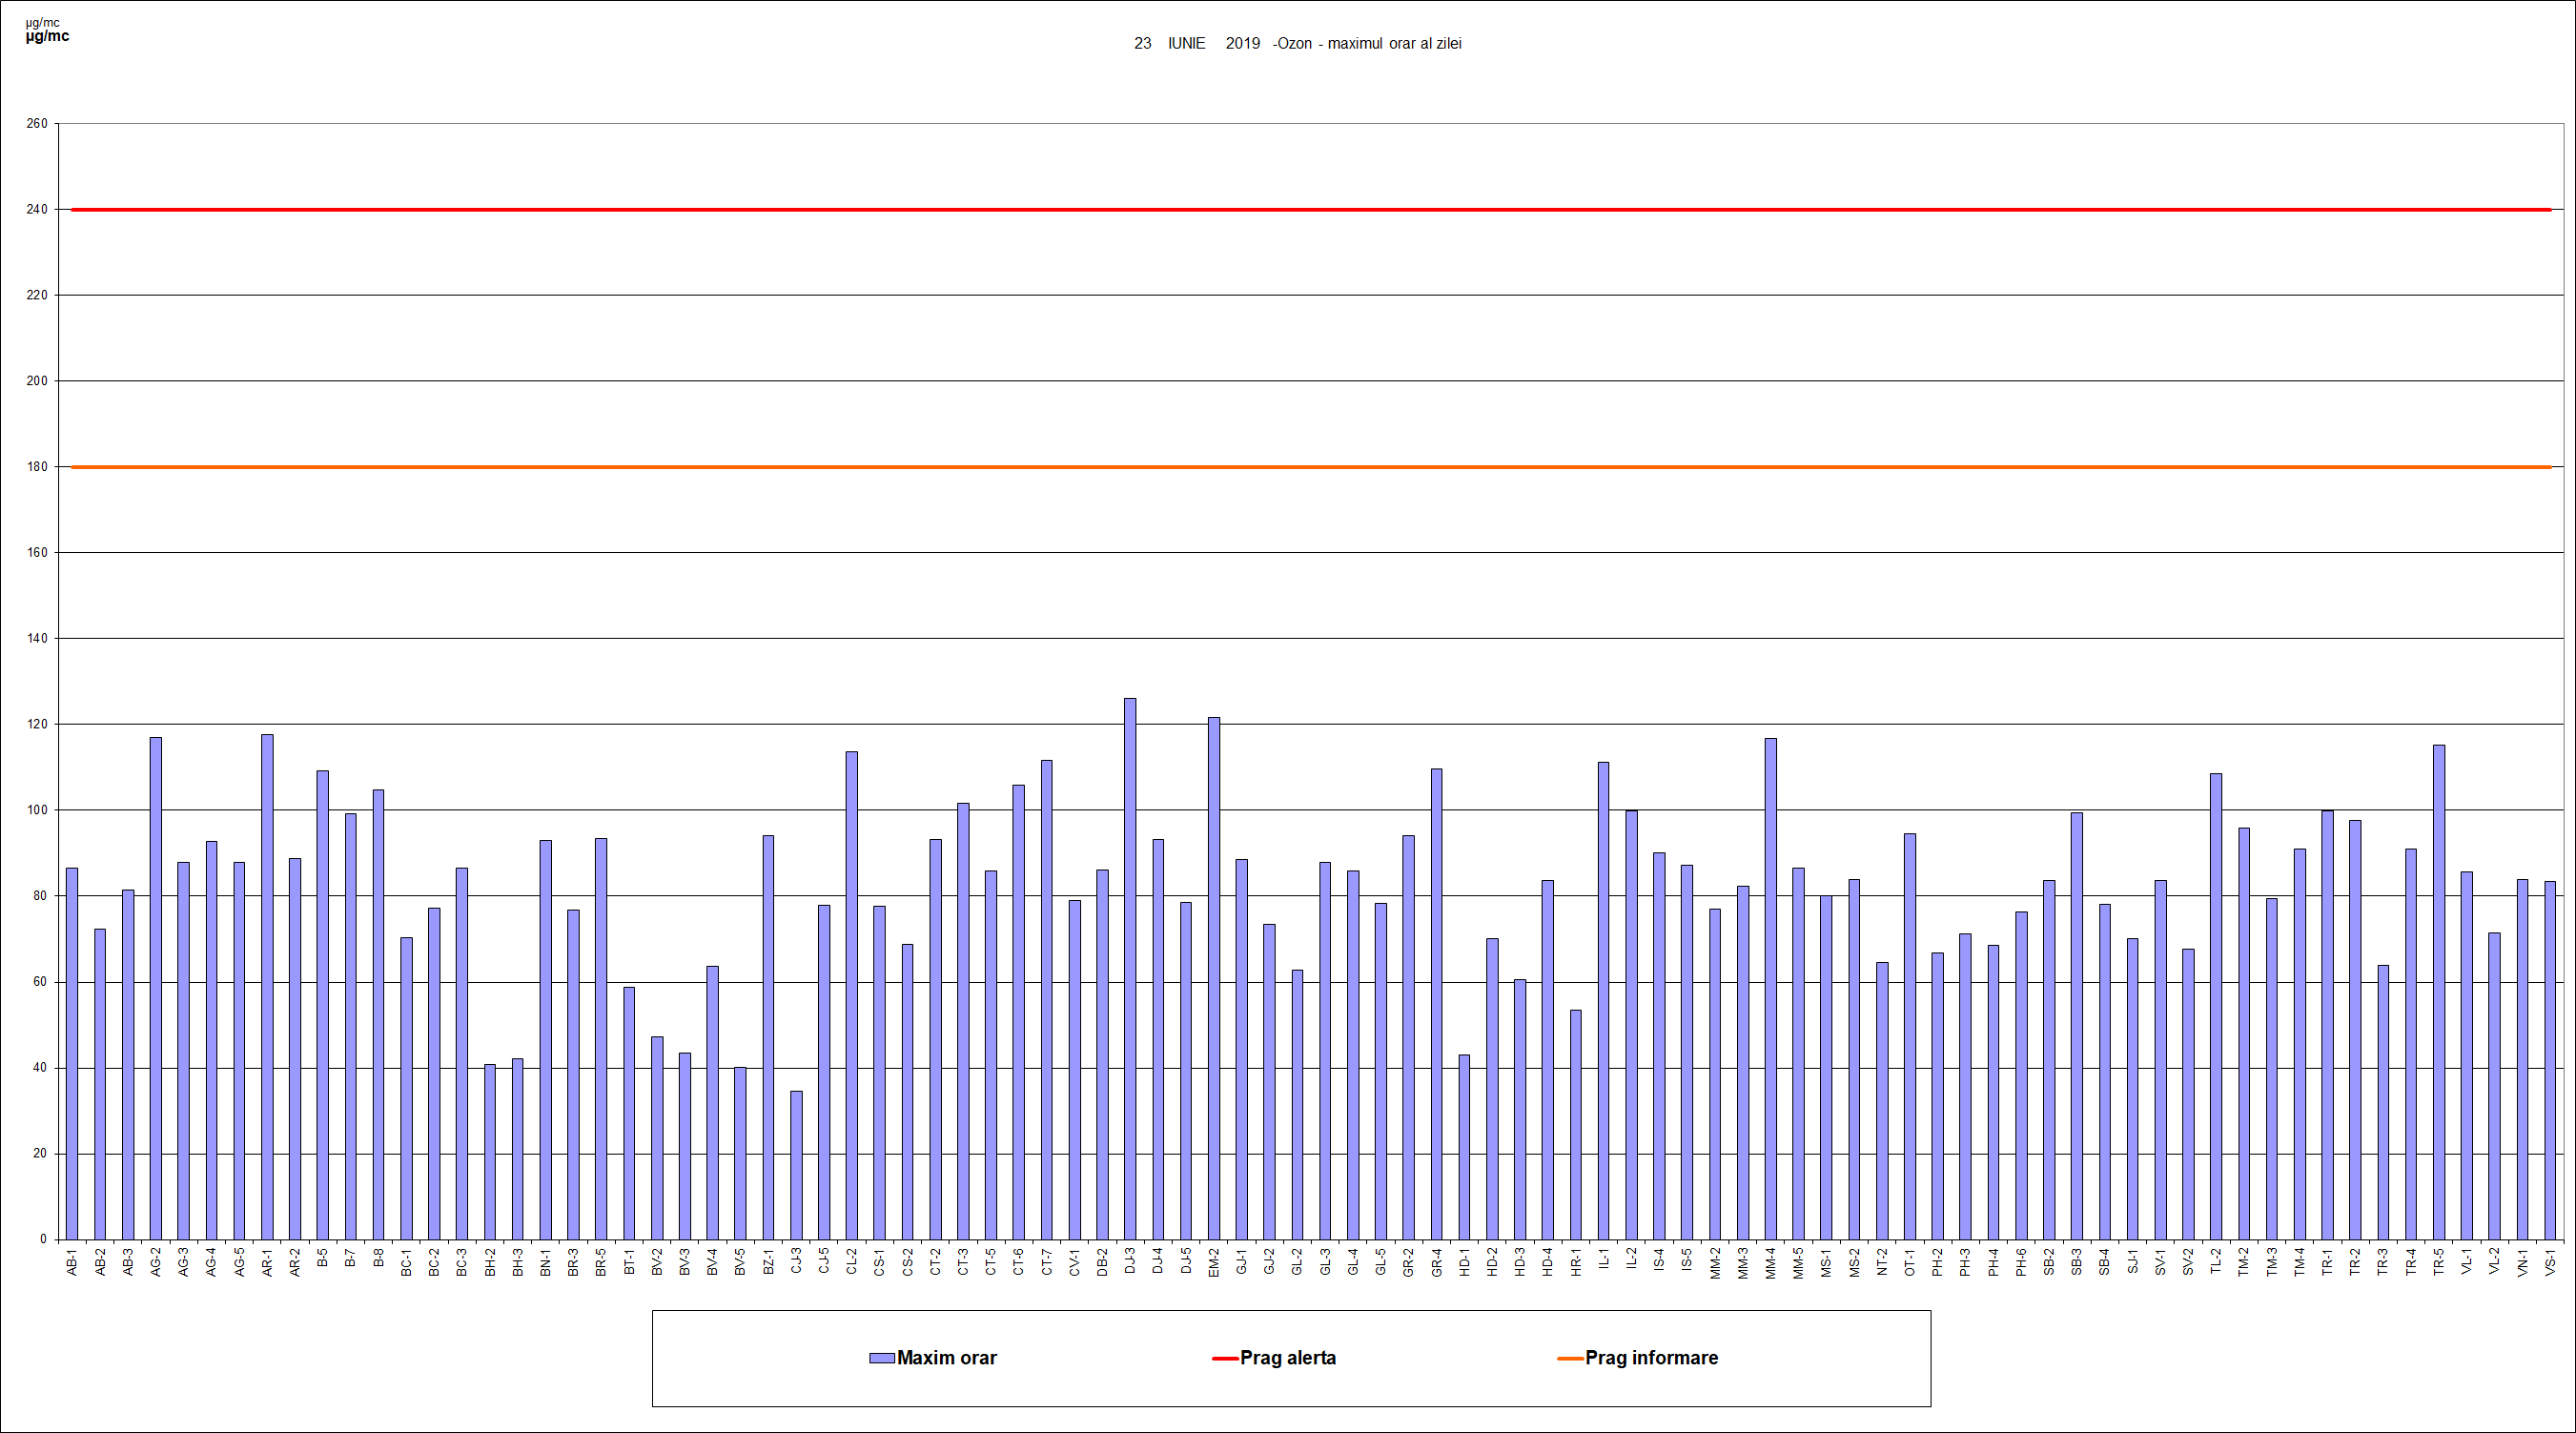 µg/mc
µg/mc
23 IUNIE 2019 -Ozon - maximul orar al zilei
260
240
220
200
180
160
140
120
100
80
60
40
20
0
AB-1 AB-2 AB-3 AG-2 AG-3 AG-4 AG-5 AR-1 AR-2 B-5 B-7 B-8 BC-1 BC-2 BC-3 BH-2 BH-3 BN-1 BR-3 BR-5 BT-1 BV-2 BV-3 BV-4 BV-5 BZ-1 CJ-3 CJ-5 CL-2 CS-1 CS-2 CT-2 CT-3 CT-5 CT-6 CT-7 CV-1 DB-2 DJ-3 DJ-4 DJ-5 EM-2 GJ-1 GJ-2 GL-2 GL-3 GL-4 GL-5 GR-2 GR-4 HD-1 HD-2 HD-3 HD-4 HR-1 IL-1 IL-2 IS-4 IS-5 MM-2 MM-3 MM-4 MM-5 MS-1 MS-2 NT-2 OT-1 PH-2 PH-3 PH-4 PH-6 SB-2 SB-3 SB-4 SJ-1 SV-1 SV-2 TL-2 TM-2 TM-3 TM-4 TR-1 TR-2 TR-3 TR-4 TR-5 VL-1 VL-2 VN-1 VS-1
Maxim orar Prag alerta Prag informare